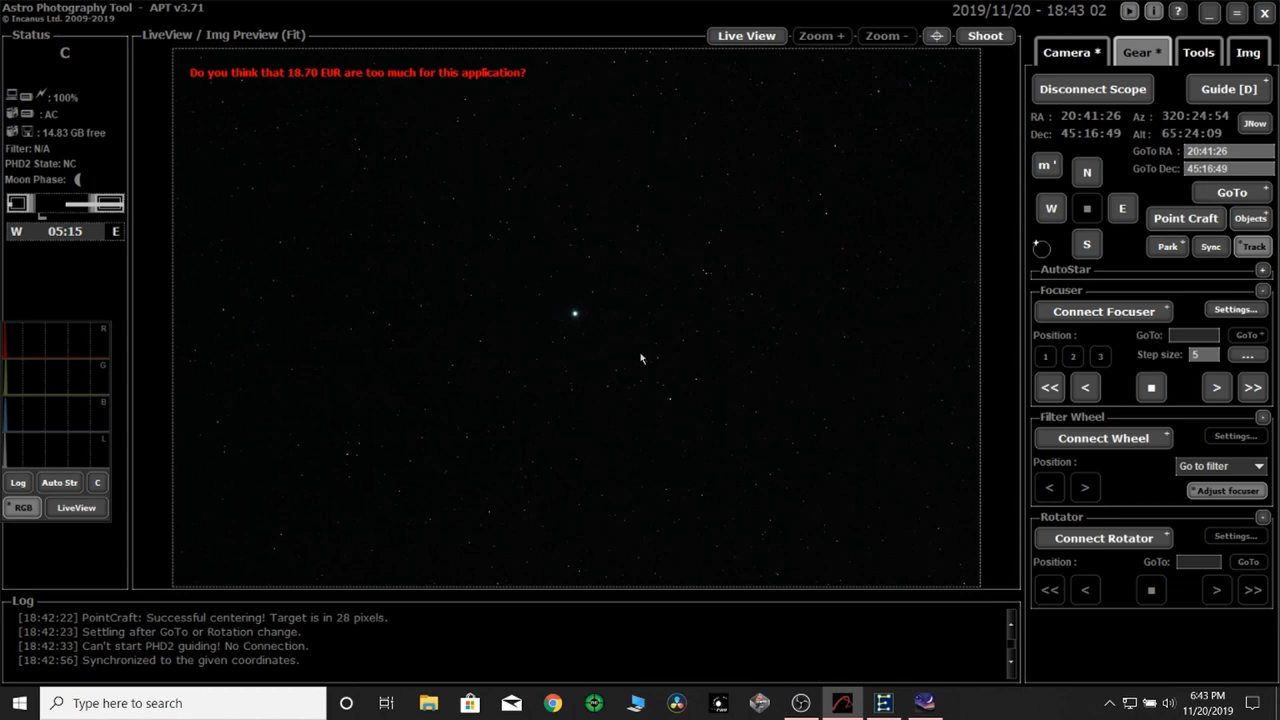 Astro Photography Tool - APT v3.71
© Incanus Ltd. 2009-2019
2019/11/20 - 18:43 02
Status
C
: 100%
: AC
: 14.83 GB free
Filter: N/A
PHD2 State: NC
Moon Phase:
W 05:15 E
R
G
B
L
Log Auto Str C
RGB LiveView
LiveView / Img Preview (Fit)
Live View Zoom + Zoom - Shoot
Do you think that 18.70 EUR are too much for this application?
Log
[18:42:22] PointCraft: Successful centering! Target is in 28 pixels.
[18:42:23] Settling after GoTo or Rotation change.
[18:42:33] Can't start PHD2 guiding! No Connection.
[18:42:56] Synchronized to the given coordinates.
Camera * Gear * Tools Img
Disconnect Scope Guide [D]
RA : 20:41:26 Az : 320:24:54
Dec: 45:16:49 Alt : 65:24:09
JNow
GoTo RA : 20:41:26
GoTo Dec: 45:16:49
m '
N
GoTo
W E
Point Craft Objects
S
Park Sync Track
AutoStar
Focuser
Connect Focuser Settings...
Position : GoTo: GoTo
1 2 3 Step size: 5 ...
<< < > >>
Filter Wheel
Connect Wheel Settings...
Position : Go to filter
< > Adjust focuser
Rotator
Connect Rotator Settings...
Position : GoTo: GoTo
<< < > >>
Type here to search
6:43 PM
11/20/2019